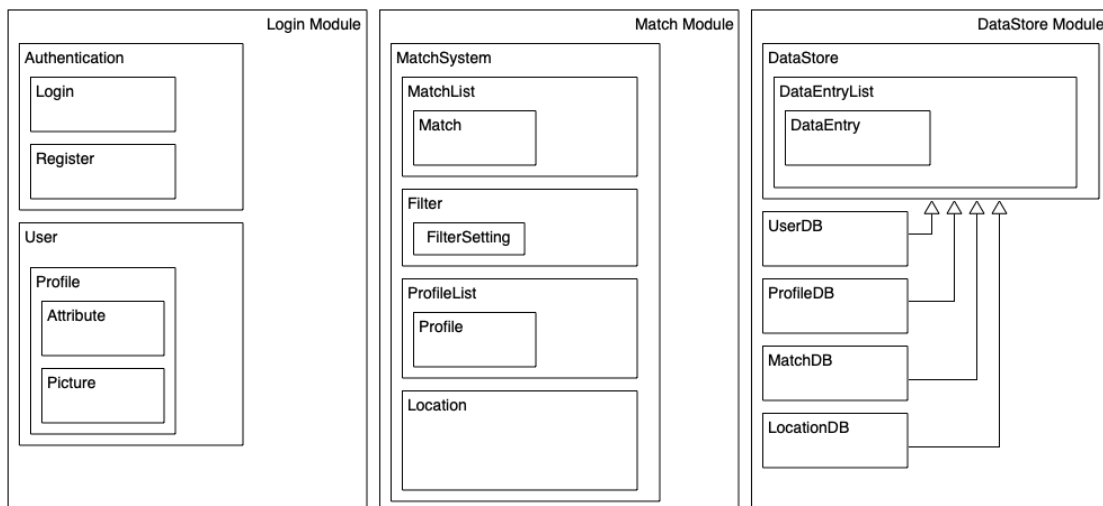 Login Module
Authentication
Login
Register
User
Profile
Attribute
Picture
Match Module
MatchSystem
MatchList
Match
Filter
FilterSetting
ProfileList
Profile
Location
DataStore Module
DataStore
DataEntryList
DataEntry
UserDB
ProfileDB
MatchDB
LocationDB